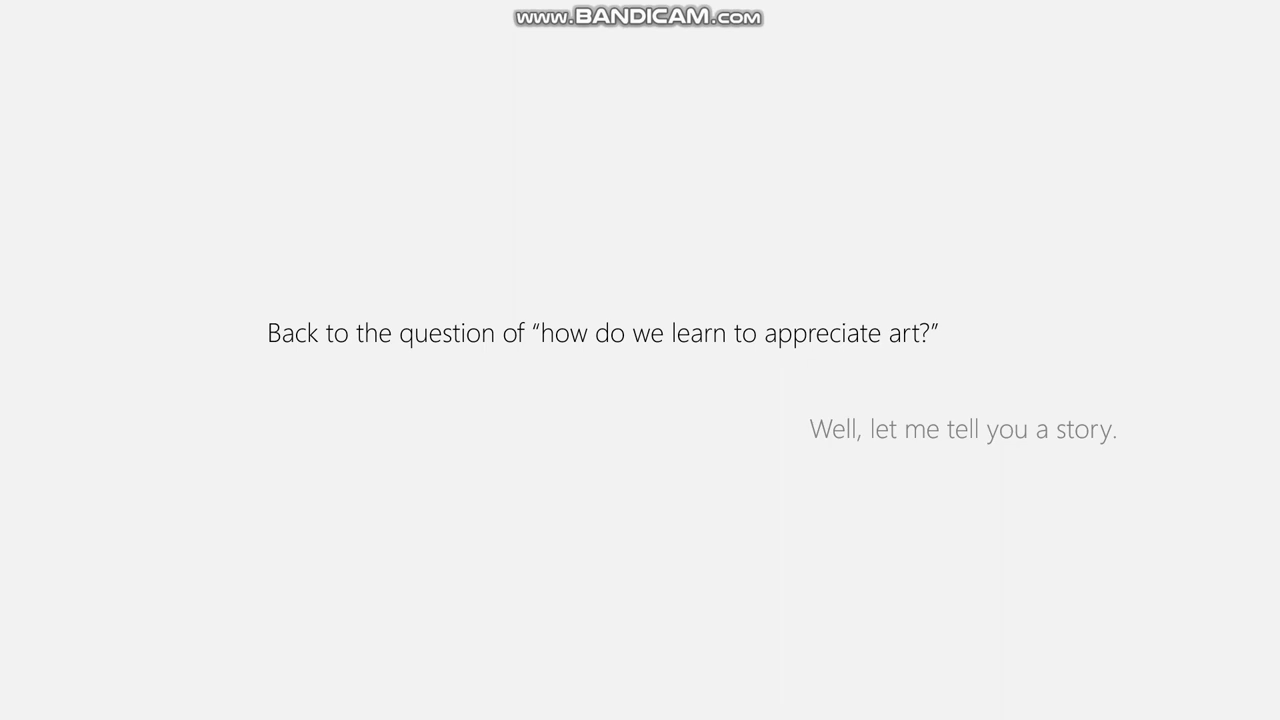 www.BANDICAM.com
Back to the question of “how do we learn to appreciate art?”
Well, let me tell you a story.